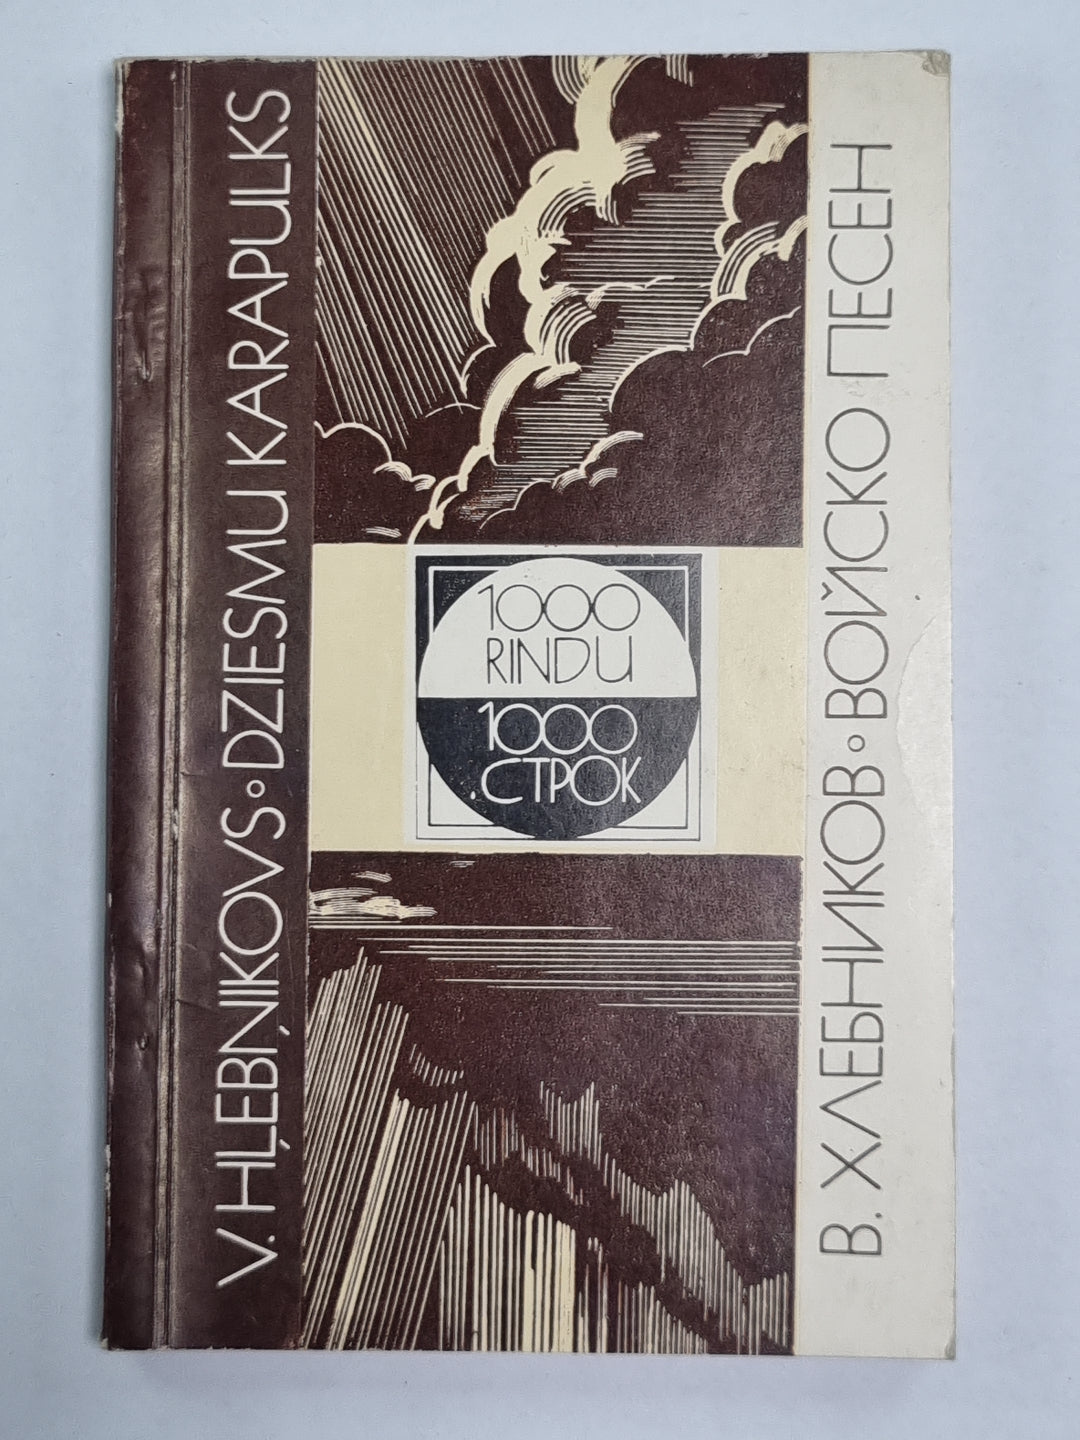 V. HĻEBŅIKOVS • DZIESMU KARAPULKS
1000
RINDU
1000
СТРОК
В. ХЛЕБНИКОВ • ВОЙСКО ПЕСЕН